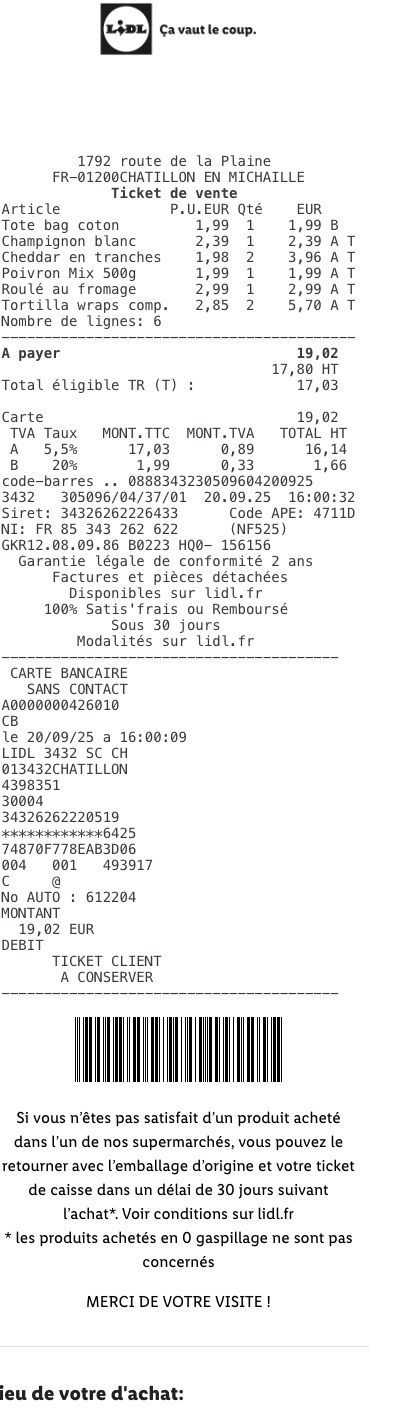 LIDL Ça vaut le coup.
1792 route de la Plaine
FR-01200CHATILLON EN MICHAILLE
Ticket de vente
Article P.U.EUR Qté EUR
Tote bag coton 1,99 1 1,99 B
Champignon blanc 2,39 1 2,39 A T
Cheddar en tranches 1,98 2 3,96 A T
Poivron Mix 500g 1,99 1 1,99 A T
Roulé au fromage 2,99 1 2,99 A T
Tortilla wraps comp. 2,85 2 5,70 A T
Nombre de lignes: 6
A payer 19,02
17,80 HT
Total éligible TR (T) : 17,03
Carte 19,02
TVA Taux MONT.TTC MONT.TVA TOTAL HT
A 5,5% 17,03 0,89 16,14
B 20% 1,99 0,33 1,66
code-barres .. 0888343230509604200925
3432 305096/04/37/01 20.09.25 16:00:32
Siret: 34326262226433 Code APE: 4711D
NI: FR 85 343 262 622 (NF525)
GKR12.08.09.86 B0223 HQ0- 156156
Garantie légale de conformité 2 ans
Factures et pièces détachées
Disponibles sur lidl.fr
100% Satis'frais ou Remboursé
Sous 30 jours
Modalités sur lidl.fr
CARTE BANCAIRE
SANS CONTACT
A0000000426010
CB
le 20/09/25 a 16:00:09
LIDL 3432 SC CH
013432CHATILLON
4398351
30004
34326262220519
************6425
74870F778EAB3D06
004 001 493917
C @
No AUTO : 612204
MONTANT
19,02 EUR
DEBIT
TICKET CLIENT
A CONSERVER
Si vous n'êtes pas satisfait d'un produit acheté
dans l'un de nos supermarchés, vous pouvez le
retourner avec l'emballage d'origine et votre ticket
de caisse dans un délai de 30 jours suivant
l'achat*. Voir conditions sur lidl.fr
* les produits achetés en 0 gaspillage ne sont pas
concernés
MERCI DE VOTRE VISITE !
ieu de votre d'achat: